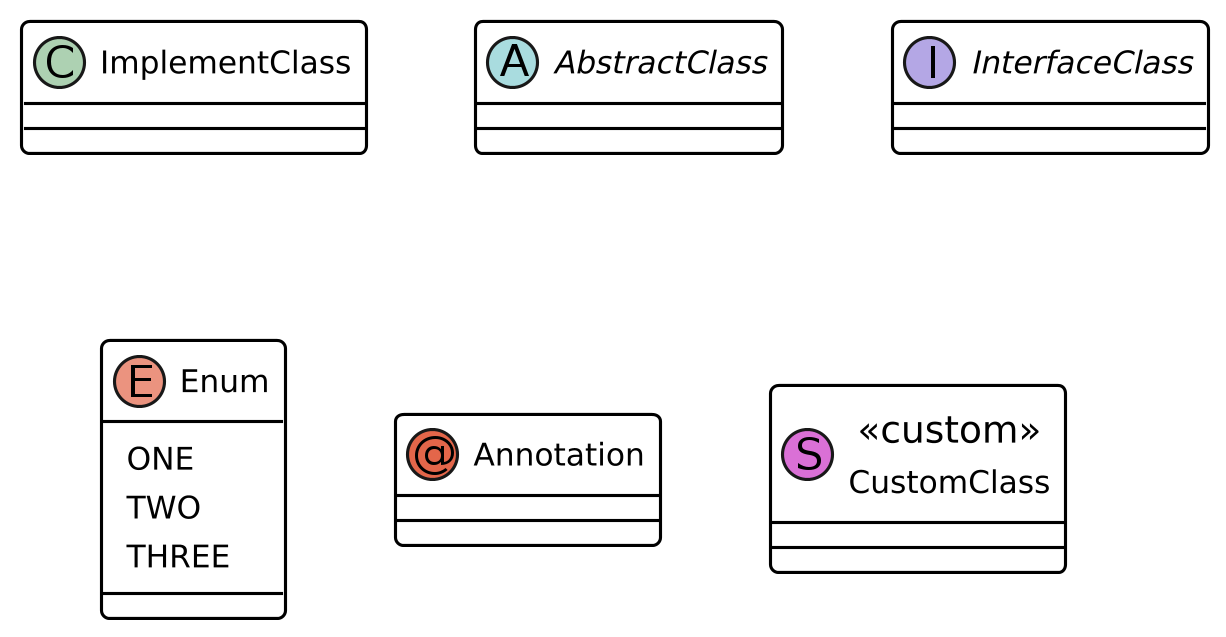 C ImplementClass
A AbstractClass
I InterfaceClass
E Enum
ONE
TWO
THREE
@ Annotation
«custom»
S CustomClass